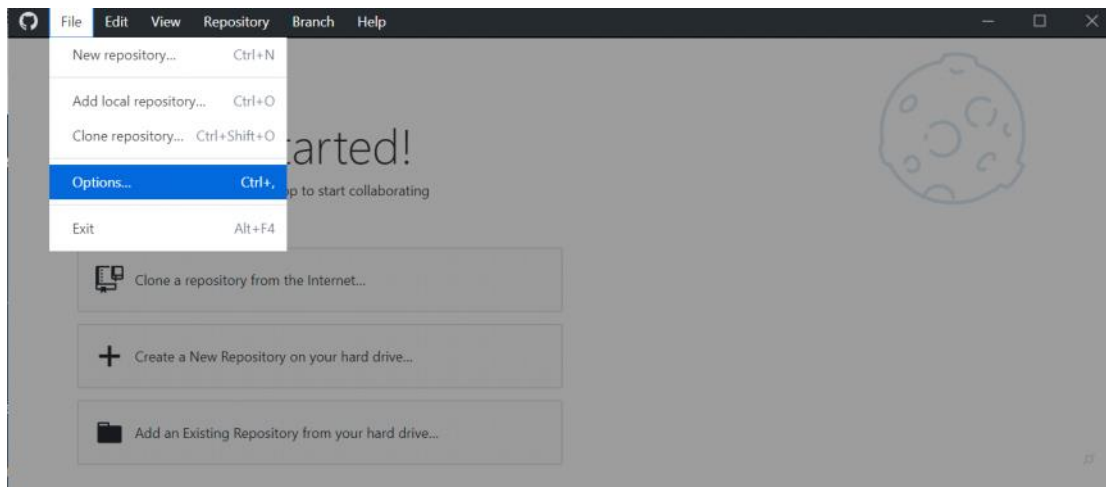 File Edit View Repository Branch Help
New repository... Ctrl+N
Add local repository... Ctrl+O
Clone repository... Ctrl+Shift+O
arted!
Options... Ctrl+,
p to start collaborating
Exit Alt+F4
Clone a repository from the Internet...
Create a New Repository on your hard drive...
Add an Existing Repository from your hard drive...